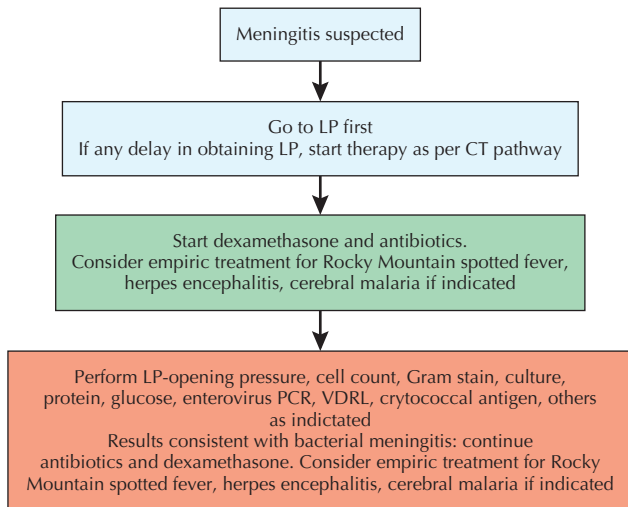 Meningitis suspected
Go to LP first
If any delay in obtaining LP, start therapy as per CT pathway
Start dexamethasone and antibiotics.
Consider empiric treatment for Rocky Mountain spotted fever,
herpes encephalitis, cerebral malaria if indicated
Perform LP-opening pressure, cell count, Gram stain, culture,
protein, glucose, enterovirus PCR, VDRL, crytococcal antigen, others
as indictated
Results consistent with bacterial meningitis: continue
antibiotics and dexamethasone. Consider empiric treatment for Rocky
Mountain spotted fever, herpes encephalitis, cerebral malaria if indicated